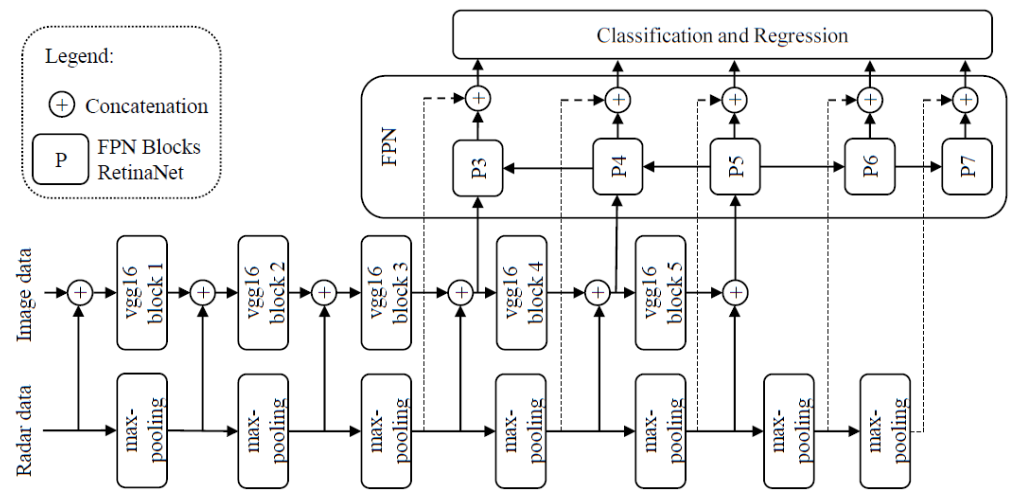 Classification and Regression
Legend:
+ Concatenation
P FPN Blocks
RetinaNet
FPN
+ + + + +
P3 P4 P5 P6 P7
Image data
+ vgg16
block 1
+ vgg16
block 2
+ vgg16
block 3
+ vgg16
block 4
+ vgg16
block 5
+
Radar data
max-
pooling
max-
pooling
max-
pooling
max-
pooling
max-
pooling
max-
pooling
max-
pooling